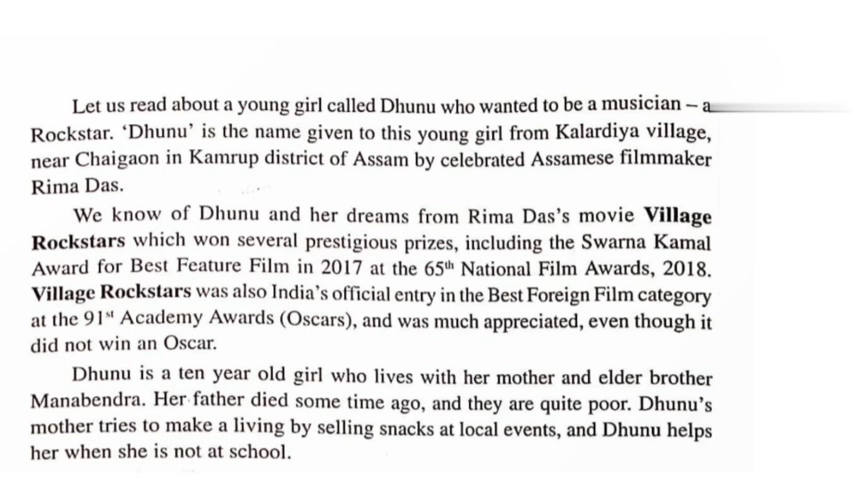 Let us read about a young girl called Dhunu who wanted to be a musician – a
Rockstar. ‘Dhunu’ is the name given to this young girl from Kalardiya village,
near Chaigaon in Kamrup district of Assam by celebrated Assamese filmmaker
Rima Das.
We know of Dhunu and her dreams from Rima Das’s movie Village
Rockstars which won several prestigious prizes, including the Swarna Kamal
Award for Best Feature Film in 2017 at the 65th National Film Awards, 2018.
Village Rockstars was also India’s official entry in the Best Foreign Film category
at the 91st Academy Awards (Oscars), and was much appreciated, even though it
did not win an Oscar.
Dhunu is a ten year old girl who lives with her mother and elder brother
Manabendra. Her father died some time ago, and they are quite poor. Dhunu’s
mother tries to make a living by selling snacks at local events, and Dhunu helps
her when she is not at school.